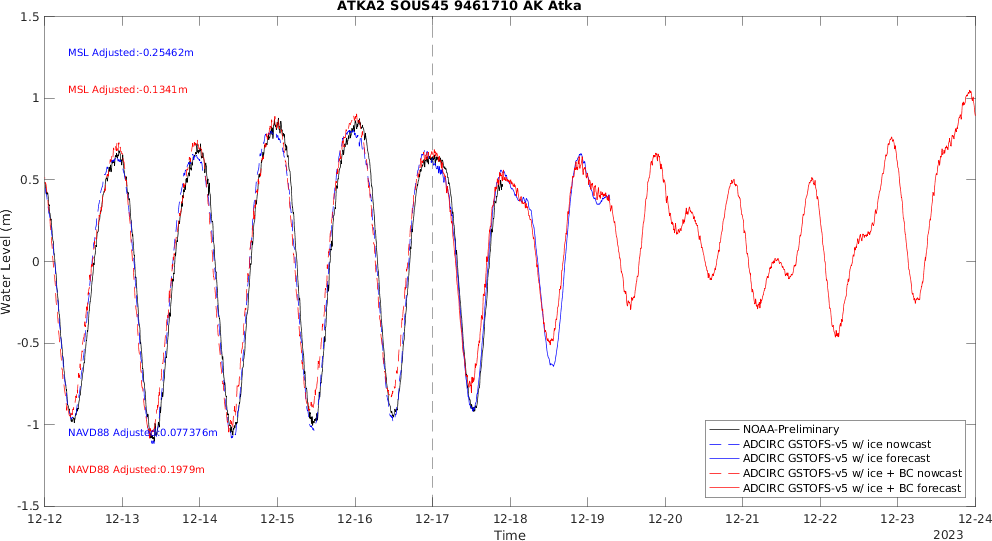 ATKA2 SOUS45 9461710 AK Atka
1.5
1
0.5
0
-0.5
-1
-1.5
Water Level (m)
MSL Adjusted:-0.25462m
MSL Adjusted:-0.1341m
NAVD88 Adjusted:0.077376m
NAVD88 Adjusted:0.1979m
NOAA-Preliminary
ADCIRC GSTOFS-v5 w/ ice nowcast
ADCIRC GSTOFS-v5 w/ ice forecast
ADCIRC GSTOFS-v5 w/ ice + BC nowcast
ADCIRC GSTOFS-v5 w/ ice + BC forecast
12-12 12-13 12-14 12-15 12-16 12-17 12-18 12-19 12-20 12-21 12-22 12-23 12-24
Time
2023